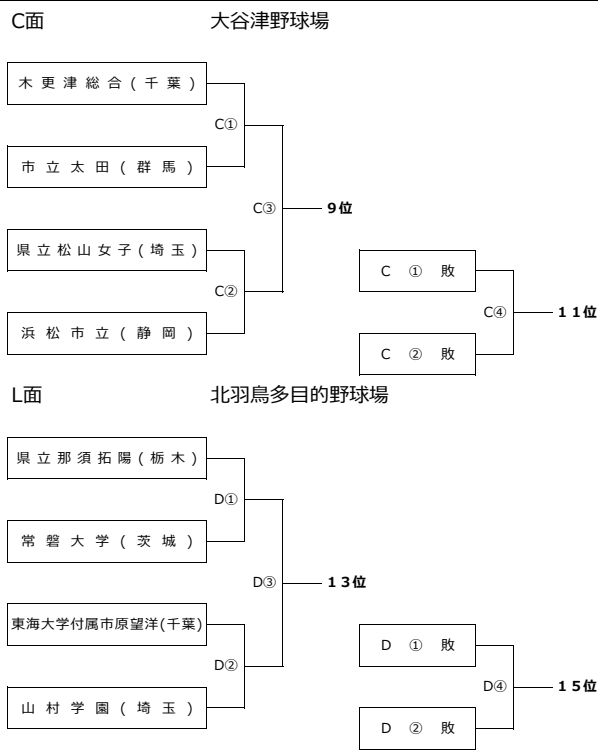 C面 大谷津野球場
木更津総合(千葉)
C①
市立太田(群馬)
C③ 9位
県立松山女子(埼玉)
C②
浜松市立(静岡)
C①敗
C④ 11位
C②敗
L面 北羽鳥多目的野球場
県立那須拓陽(栃木)
D①
常磐大学(茨城)
D③ 13位
東海大学付属市原望洋(千葉)
D②
山村学園(埼玉)
D①敗
D④ 15位
D②敗